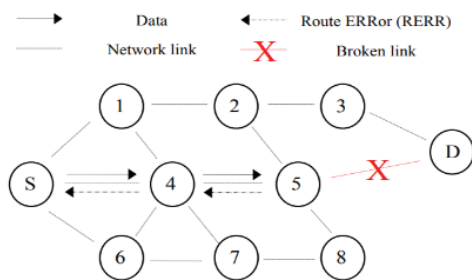 Data Route ERRor (RERR)
Network link X Broken link
1 2 3
D
X
S 4 5
6 7 8